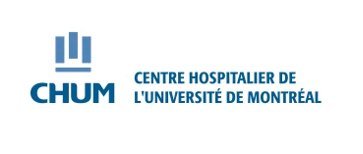 CHUM
CENTRE HOSPITALIER DE
L'UNIVERSITÉ DE MONTRÉAL